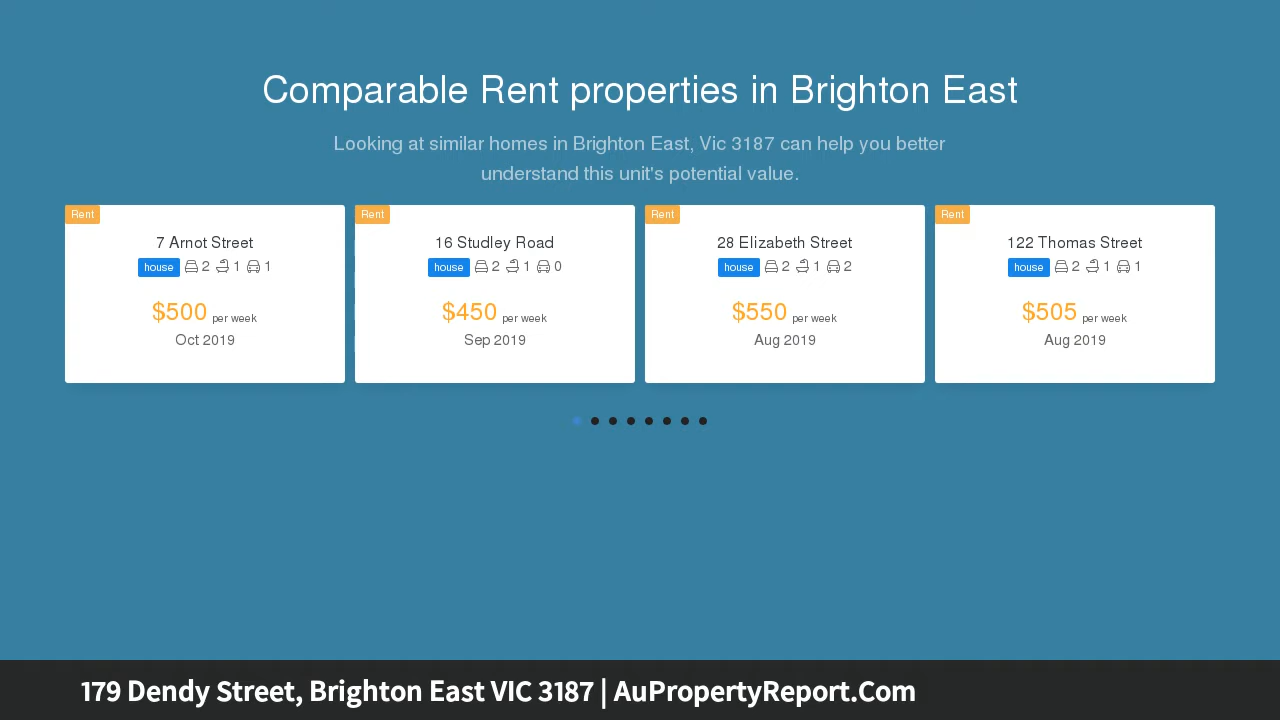 Comparable Rent properties in Brighton East
Looking at similar homes in Brighton East, Vic 3187 can help you better
understand this unit's potential value.
Rent
7 Arnot Street
house 2 1 1
$500 per week
Oct 2019
Rent
16 Studley Road
house 2 1 0
$450 per week
Sep 2019
Rent
28 Elizabeth Street
house 2 1 2
$550 per week
Aug 2019
Rent
122 Thomas Street
house 2 1 1
$505 per week
Aug 2019
179 Dendy Street, Brighton East VIC 3187 | AuPropertyReport.Com